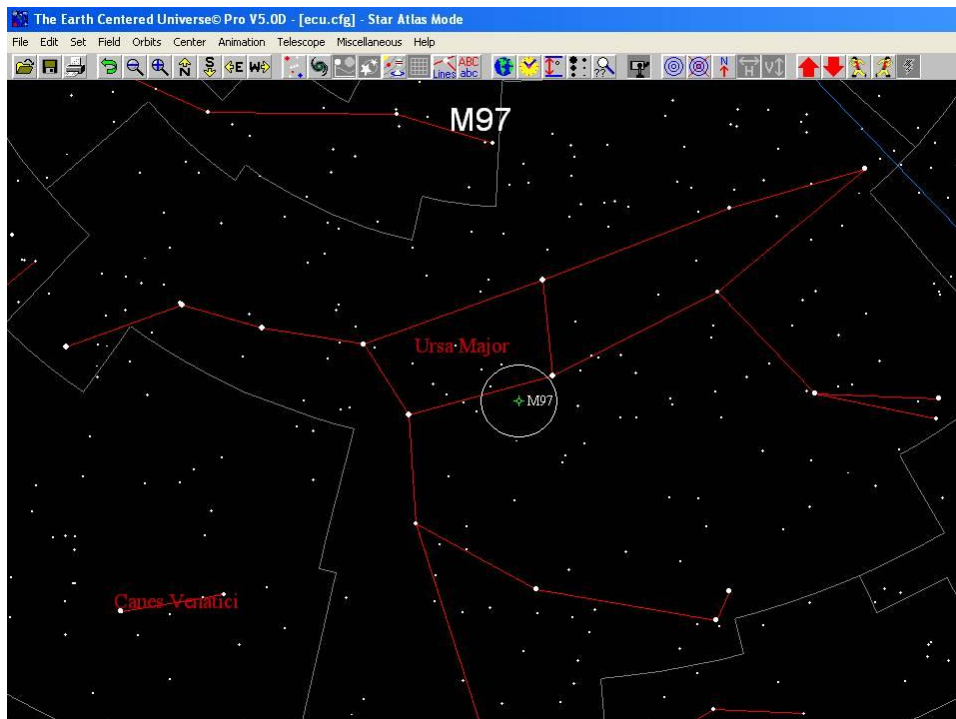 The Earth Centered Universe© Pro V5.0D - [ecu.cfg] - Star Atlas Mode
File Edit Set Field Orbits Center Animation Telescope Miscellaneous Help
N S E W Lines ABC abc N H V
M97
Ursa Major
M97
Canes Venatici